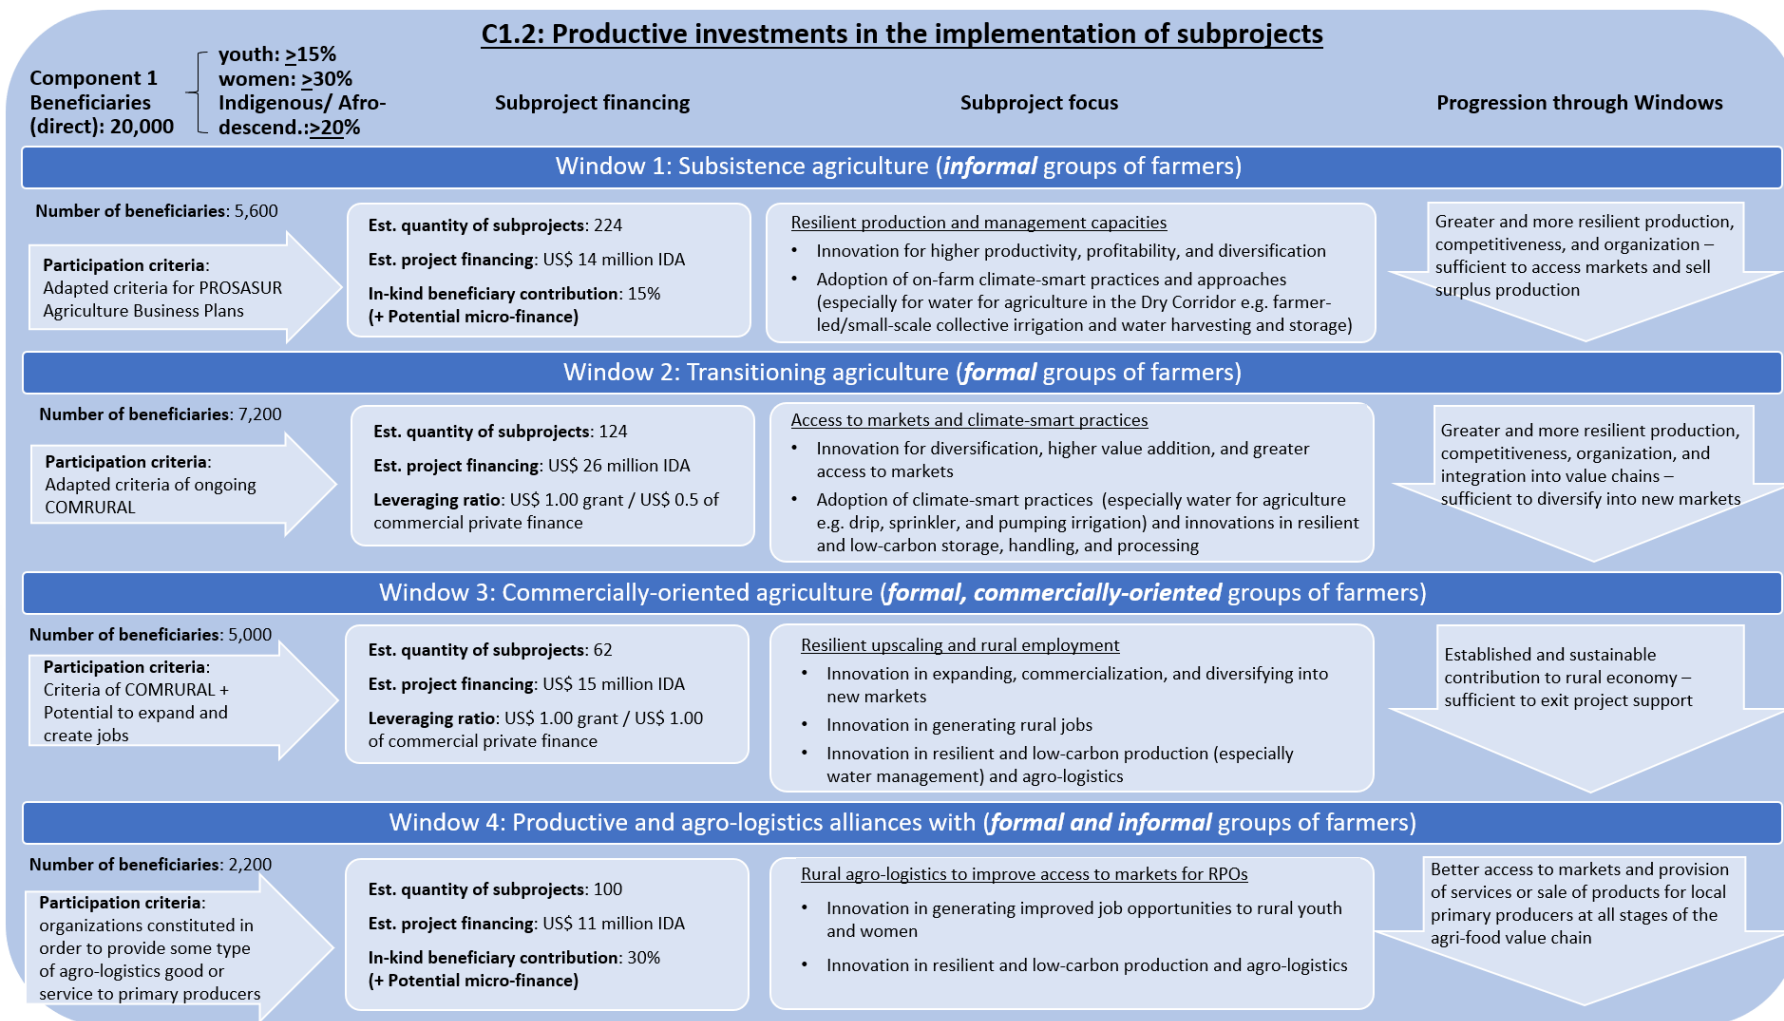 C1.2: Productive investments in the implementation of subprojects
Component 1
Beneficiaries
(direct): 20,000
youth: >15%
women: >30%
Indigenous/ Afro-
descend.:>20%
Subproject financing
Subproject focus
Progression through Windows
Window 1: Subsistence agriculture (informal groups of farmers)
Number of beneficiaries: 5,600
Participation criteria:
Adapted criteria for PROSASUR
Agriculture Business Plans
Est. quantity of subprojects: 224
Est. project financing: US$ 14 million IDA
In-kind beneficiary contribution: 15%
(+ Potential micro-finance)
Resilient production and management capacities
• Innovation for higher productivity, profitability, and diversification
• Adoption of on-farm climate-smart practices and approaches
(especially for water for agriculture in the Dry Corridor e.g. farmer-
led/small-scale collective irrigation and water harvesting and storage)
Greater and more resilient production,
competitiveness, and organization –
sufficient to access markets and sell
surplus production
Window 2: Transitioning agriculture (formal groups of farmers)
Number of beneficiaries: 7,200
Participation criteria:
Adapted criteria of ongoing
COMRURAL
Est. quantity of subprojects: 124
Est. project financing: US$ 26 million IDA
Leveraging ratio: US$ 1.00 grant / US$ 0.5 of
commercial private finance
Access to markets and climate-smart practices
• Innovation for diversification, higher value addition, and greater
access to markets
• Adoption of climate-smart practices (especially water for agriculture
e.g. drip, sprinkler, and pumping irrigation) and innovations in resilient
and low-carbon storage, handling, and processing
Greater and more resilient production,
competitiveness, organization, and
integration into value chains –
sufficient to diversify into new markets
Window 3: Commercially-oriented agriculture (formal, commercially-oriented groups of farmers)
Number of beneficiaries: 5,000
Participation criteria:
Criteria of COMRURAL +
Potential to expand and
create jobs
Est. quantity of subprojects: 62
Est. project financing: US$ 15 million IDA
Leveraging ratio: US$ 1.00 grant / US$ 1.00
of commercial private finance
Resilient upscaling and rural employment
• Innovation in expanding, commercialization, and diversifying into
new markets
• Innovation in generating rural jobs
• Innovation in resilient and low-carbon production (especially
water management) and agro-logistics
Established and sustainable
contribution to rural economy –
sufficient to exit project support
Window 4: Productive and agro-logistics alliances with (formal and informal groups of farmers)
Number of beneficiaries: 2,200
Participation criteria:
organizations constituted in
order to provide some type
of agro-logistics good or
service to primary producers
Est. quantity of subprojects: 100
Est. project financing: US$ 11 million IDA
In-kind beneficiary contribution: 30%
(+ Potential micro-finance)
Rural agro-logistics to improve access to markets for RPOs
• Innovation in generating improved job opportunities to rural youth
and women
• Innovation in resilient and low-carbon production and agro-logistics
Better access to markets and provision
of services or sale of products for local
primary producers at all stages of the
agri-food value chain